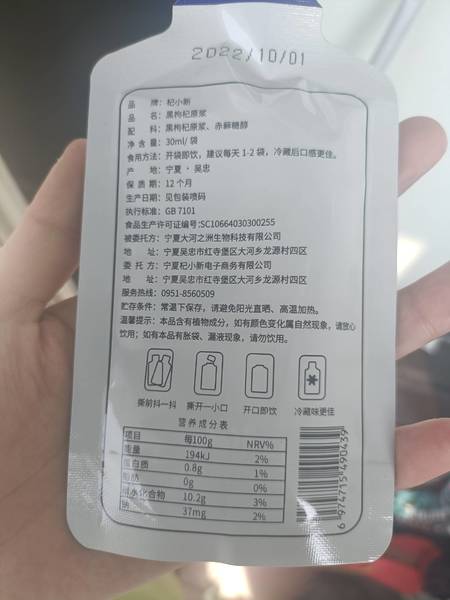 2022/10/01
品 牌：杞小新
品 名：黑枸杞原浆
配 料：黑枸杞原浆、赤藓糖醇
净 含 量：30ml/ 袋
食用方法：开袋即饮，建议每天 1-2 袋，冷藏后口感更佳。
产 地：宁夏·吴忠
保 质 期：12 个月
生产日期：见包装喷码
执行标准：GB 7101
食品生产许可证编号:SC10664030300255
被委托方：宁夏大河之洲生物科技有限公司
地 址：宁夏吴忠市红寺堡区大河乡龙源村四区
委 托 方：宁夏杞小新电子商务有限公司
地 址：宁夏吴忠市红寺堡区大河乡龙源村四区
服务热线：0951-8560509
贮存条件：常温下保存，请避免阳光直晒、高温加热。
温馨提示：本品含有植物成分，如有颜色变化属自然现象，请放心
饮用；如有本品有胀袋、漏液现象，请勿饮用。
撕前抖一抖 撕开一小口 开口即饮 冷藏味更佳
营养成分表
项目 每100g NRV%
能量 194kJ 2%
蛋白质 0.8g 1%
脂肪 0g 0%
碳水化合物 10.2g 3%
钠 37mg 2%
6 974715 490439